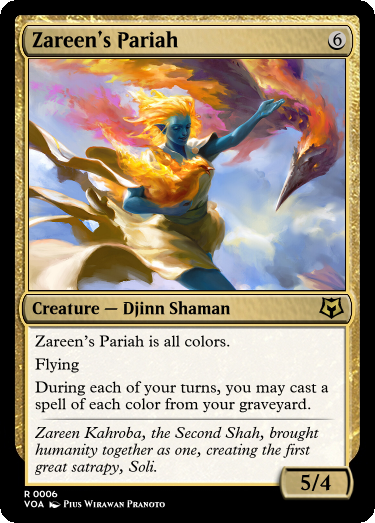 Zareen's Pariah 6
Creature — Djinn Shaman
Zareen's Pariah is all colors.
Flying
During each of your turns, you may cast a
spell of each color from your graveyard.
Zareen Kahroba, the Second Shah, brought
humanity together as one, creating the first
great satrapy, Soli.
5/4
R 0006
VOA Pius Wirawan Pranoto